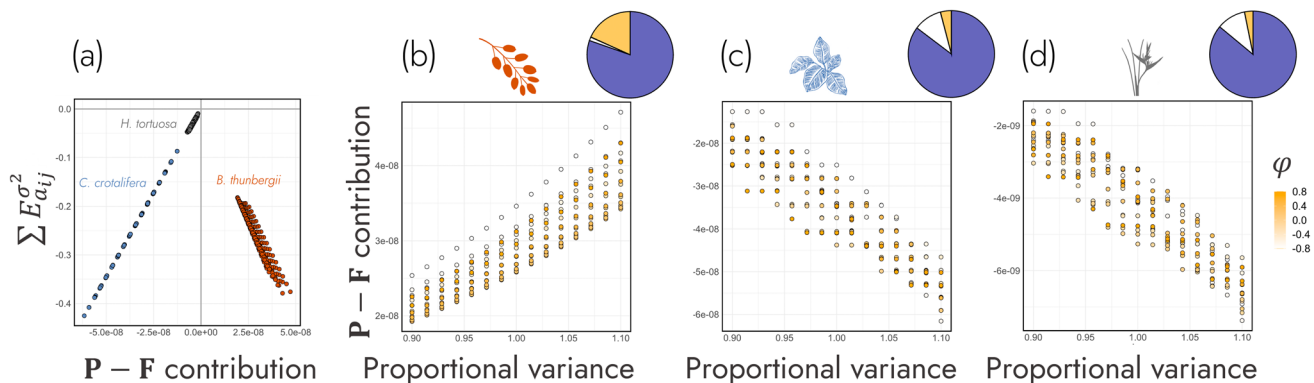 (a)
∑ E^{σ²}_{a_{ij}}
0.0
-0.1
-0.2
-0.3
-0.4
H. tortuosa
C. crotalifera
B. thunbergii
-5.0e-08 -2.5e-08 0.0e+00 2.5e-08 5.0e-08
P − F contribution
(b)
P − F contribution
4e-08
3e-08
2e-08
0.90 0.95 1.00 1.05 1.10
Proportional variance
(c)
-2e-08
-3e-08
-4e-08
-5e-08
-6e-08
0.90 0.95 1.00 1.05 1.10
Proportional variance
(d)
-2e-09
-4e-09
-6e-09
0.90 0.95 1.00 1.05 1.10
Proportional variance
φ
0.8
0.4
0.0
-0.4
-0.8